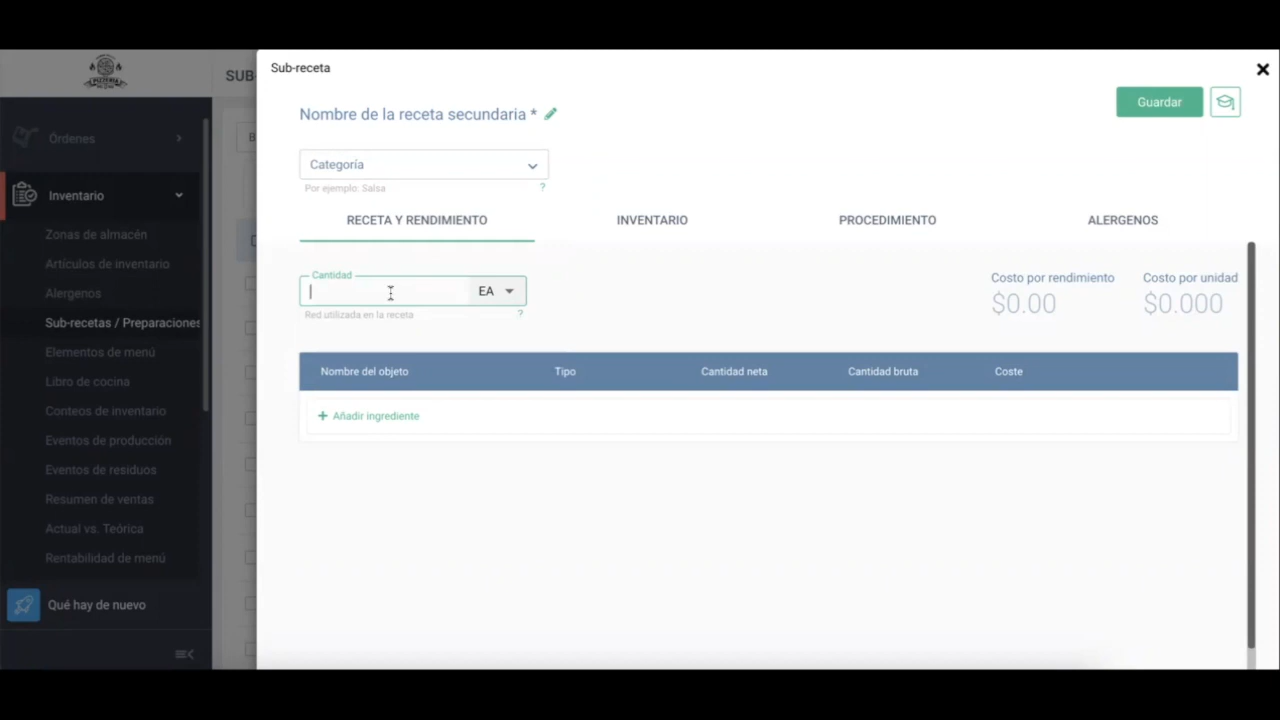 PIZZERIA
SUB-
Sub-receta
Nombre de la receta secundaria *
Guardar
Órdenes
B
Categoría
Por ejemplo: Salsa
?
Inventario
RECETA Y RENDIMIENTO
INVENTARIO
PROCEDIMIENTO
ALERGENOS
Zonas de almacén
Artículos de inventario
Alergenos
Sub-recetas / Preparaciones
Elementos de menú
Libro de cocina
Conteos de inventario
Eventos de producción
Eventos de residuos
Resumen de ventas
Actual vs. Teórica
Rentabilidad de menú
Qué hay de nuevo
Cantidad
EA
Red utilizada en la receta
?
Costo por rendimiento
$0.00
Costo por unidad
$0.000
Nombre del objeto
Tipo
Cantidad neta
Cantidad bruta
Coste
+ Añadir ingrediente